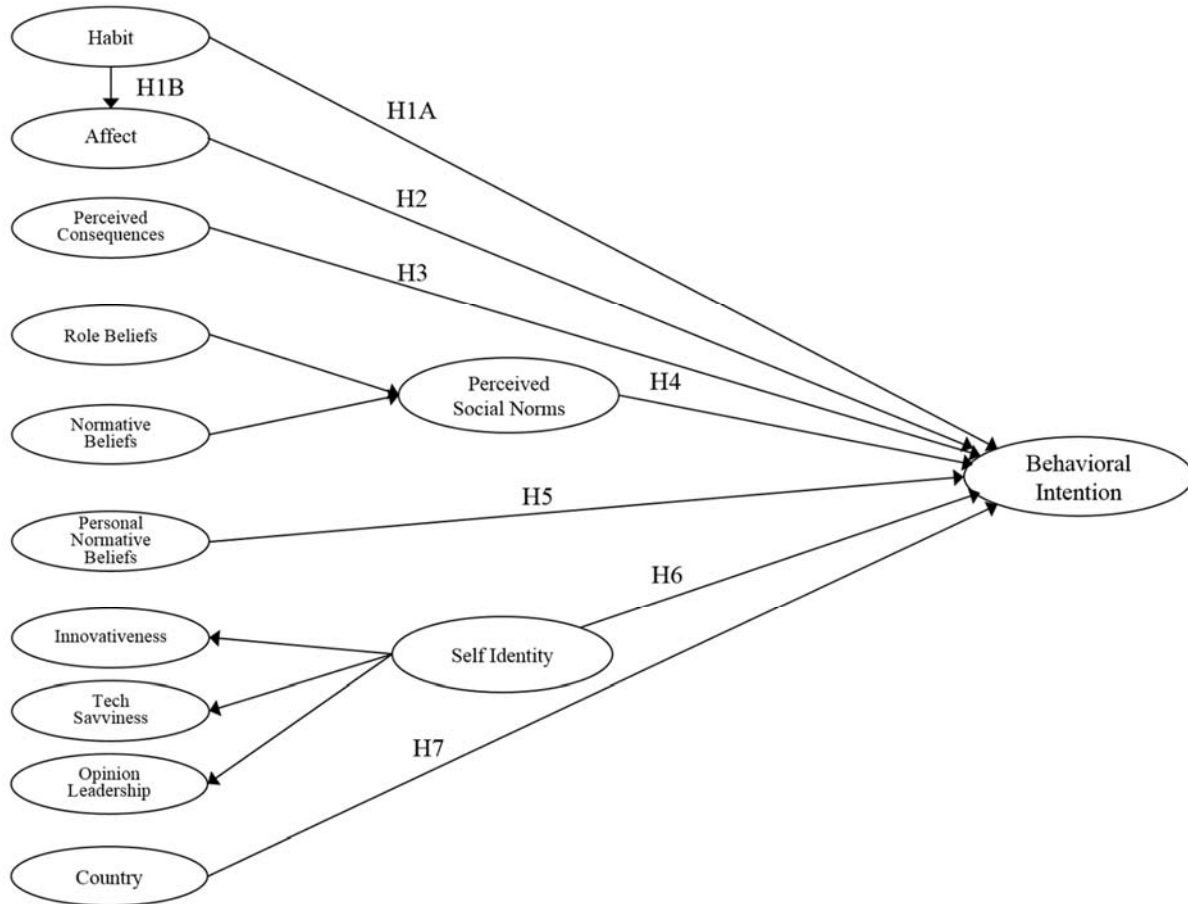 Habit
H1B
H1A
Affect
H2
Perceived
Consequences
H3
Role Beliefs
Perceived
Social Norms
H4
Normative
Beliefs
Behavioral
Intention
H5
Personal
Normative
Beliefs
H6
Innovativeness
Self Identity
Tech
Savviness
H7
Opinion
Leadership
Country